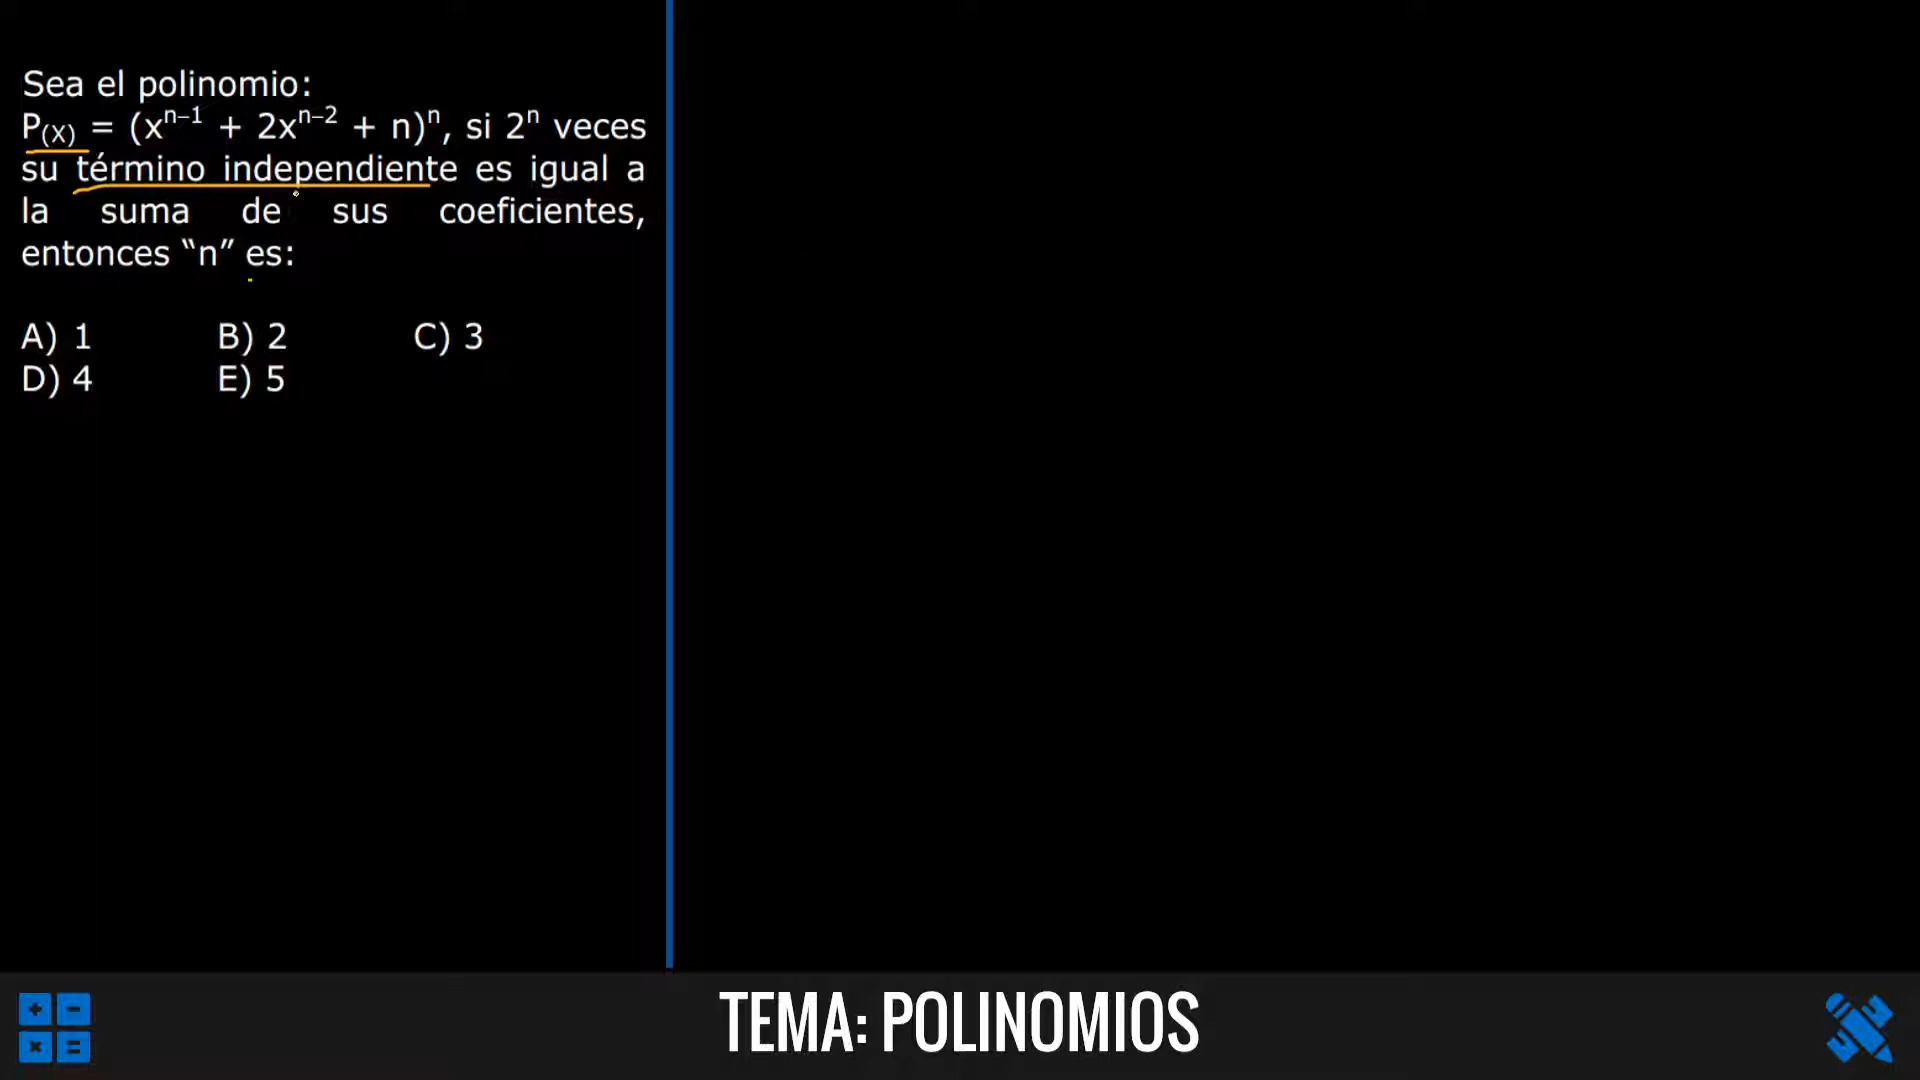 Sea el polinomio:
P₍ₓ₎ = (xⁿ⁻¹ + 2xⁿ⁻² + n)ⁿ, si 2ⁿ veces
su término independiente es igual a
la suma de sus coeficientes,
entonces “n” es:
A) 1 B) 2 C) 3
D) 4 E) 5
TEMA: POLINOMIOS